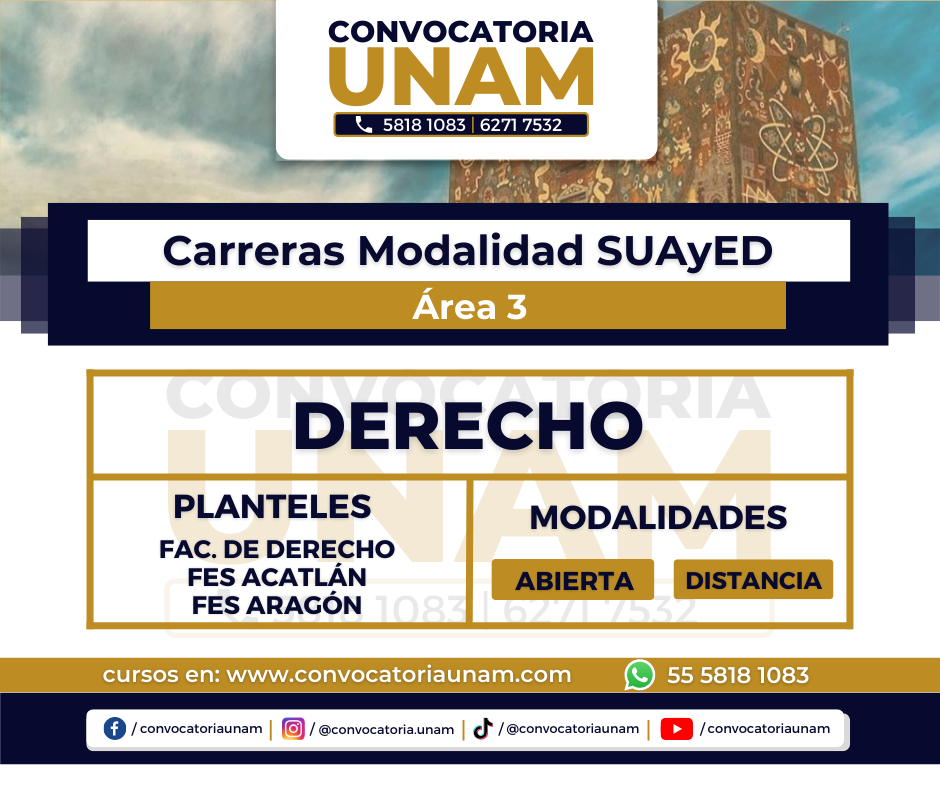 CONVOCATORIA
UNAM
5818 1083 | 6271 7532
Carreras Modalidad SUAyED
Área 3
CONVOCATORIA
UNAM
5818 1083 | 6271 7532
DERECHO
PLANTELES
FAC. DE DERECHO
FES ACATLÁN
FES ARAGÓN
MODALIDADES
ABIERTA
DISTANCIA
cursos en: www.convocatoriaunam.com
55 5818 1083
/ convocatoriaunam | / @convocatoria.unam | / @convocatoriaunam | / convocatoriaunam